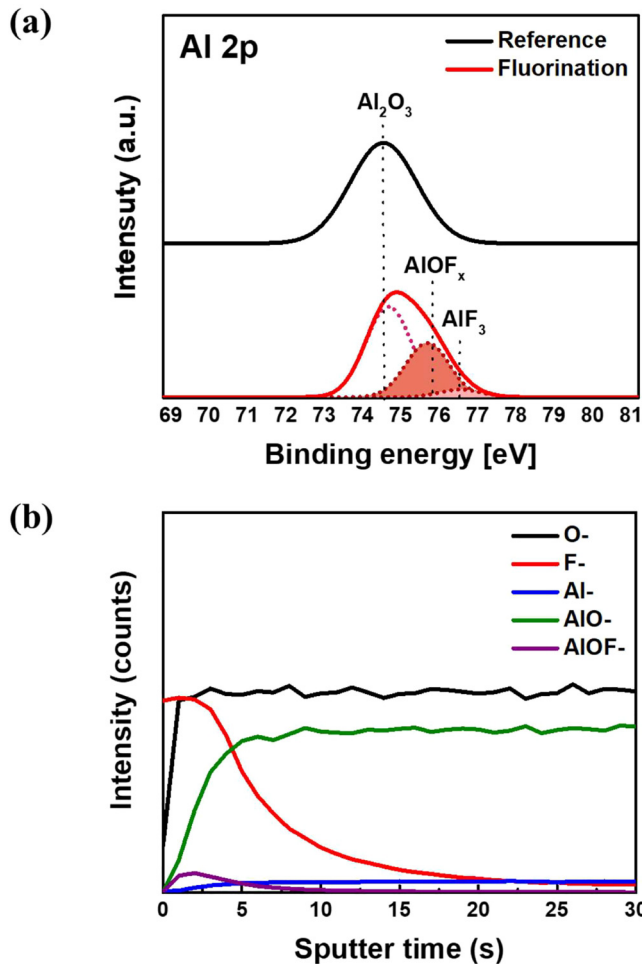 (a)
Al 2p
Reference
Fluorination
Al₂O₃
AlOFₓ
AlF₃
Intensuty (a.u.)
69 70 71 72 73 74 75 76 77 78 79 80 81
Binding energy [eV]
(b)
O-
F-
Al-
AlO-
AlOF-
Intensity (counts)
0 5 10 15 20 25 30
Sputter time (s)